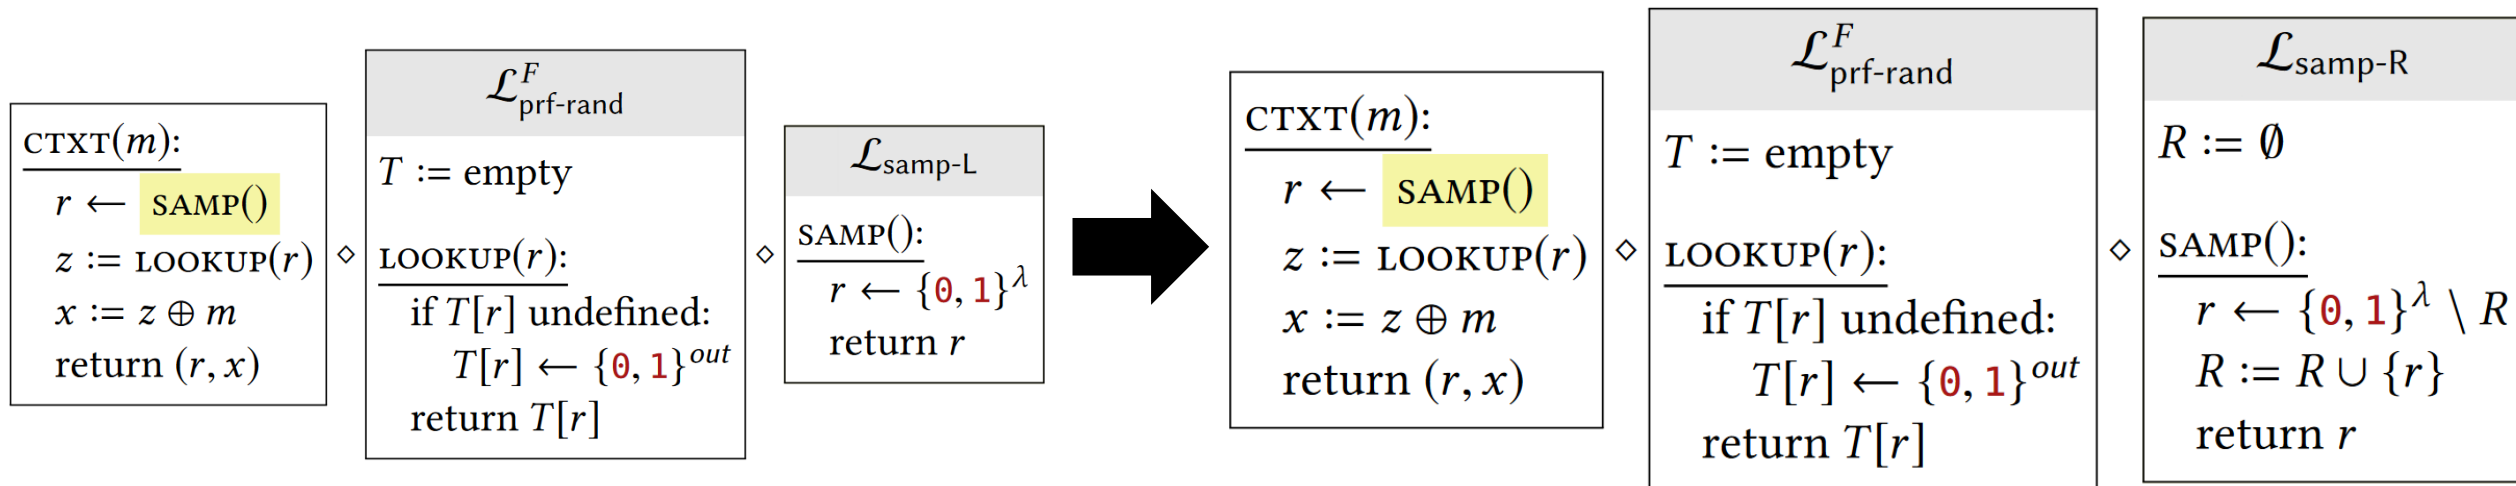 CTXT(m):
r ← SAMP()
z := LOOKUP(r)
x := z ⊕ m
return (r, x)
⋄
ℒ^F_prf-rand
T := empty
LOOKUP(r):
if T[r] undefined:
T[r] ← {0, 1}^out
return T[r]
⋄
ℒ_samp-L
SAMP():
r ← {0, 1}^λ
return r
CTXT(m):
r ← SAMP()
z := LOOKUP(r)
x := z ⊕ m
return (r, x)
⋄
ℒ^F_prf-rand
T := empty
LOOKUP(r):
if T[r] undefined:
T[r] ← {0, 1}^out
return T[r]
⋄
ℒ_samp-R
R := ∅
SAMP():
r ← {0, 1}^λ \ R
R := R ∪ {r}
return r